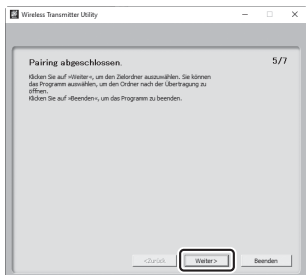 Wireless Transmitter Utility
Pairing abgeschlossen.
5/7
Klicken Sie auf »Weiter«, um den Zielordner auszuwählen. Sie können
das Programm auswählen, um den Ordner nach der Übertragung zu
öffnen.
Klicken Sie auf »Beenden«, um das Programm zu beenden.
<Zurück
Weiter>
Beenden